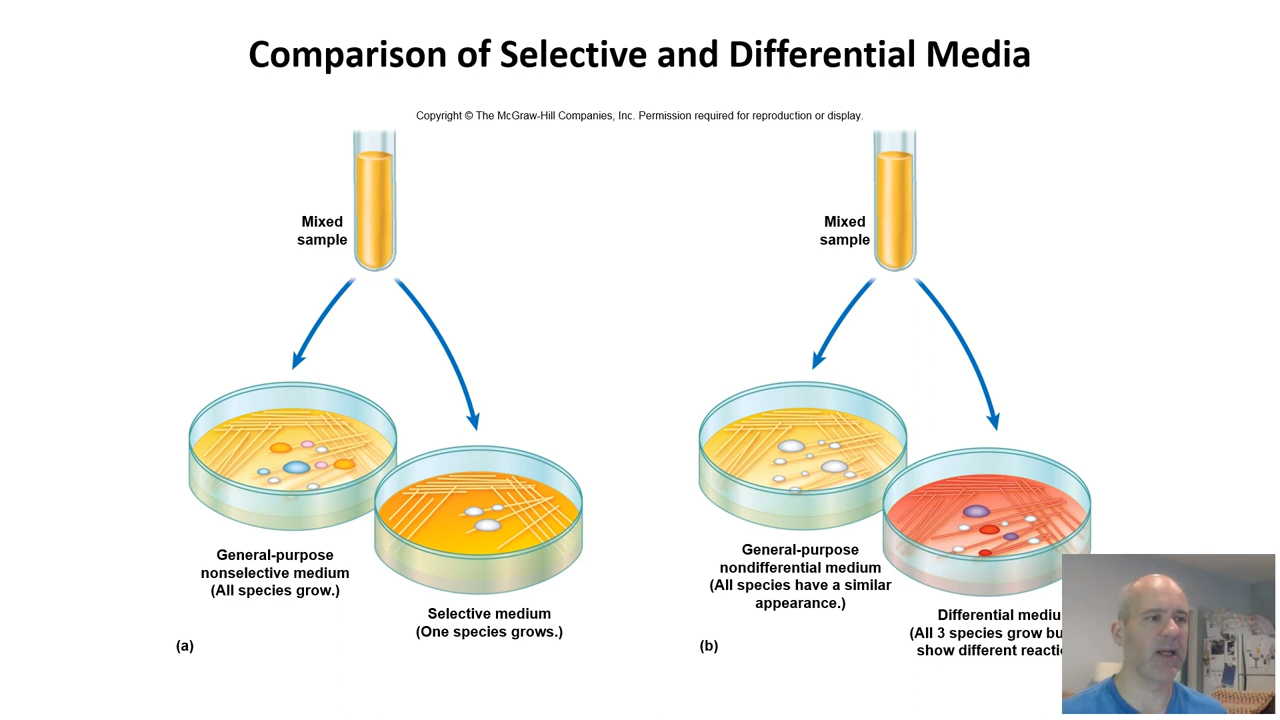 Comparison of Selective and Differential Media
Copyright © The McGraw-Hill Companies, Inc. Permission required for reproduction or display.
Mixed
sample
General-purpose
nonselective medium
(All species grow.)
Selective medium
(One species grows.)
(a)
Mixed
sample
General-purpose
nondifferential medium
(All species have a similar
appearance.)
Differential
(All 3 species grow
show different
(b)